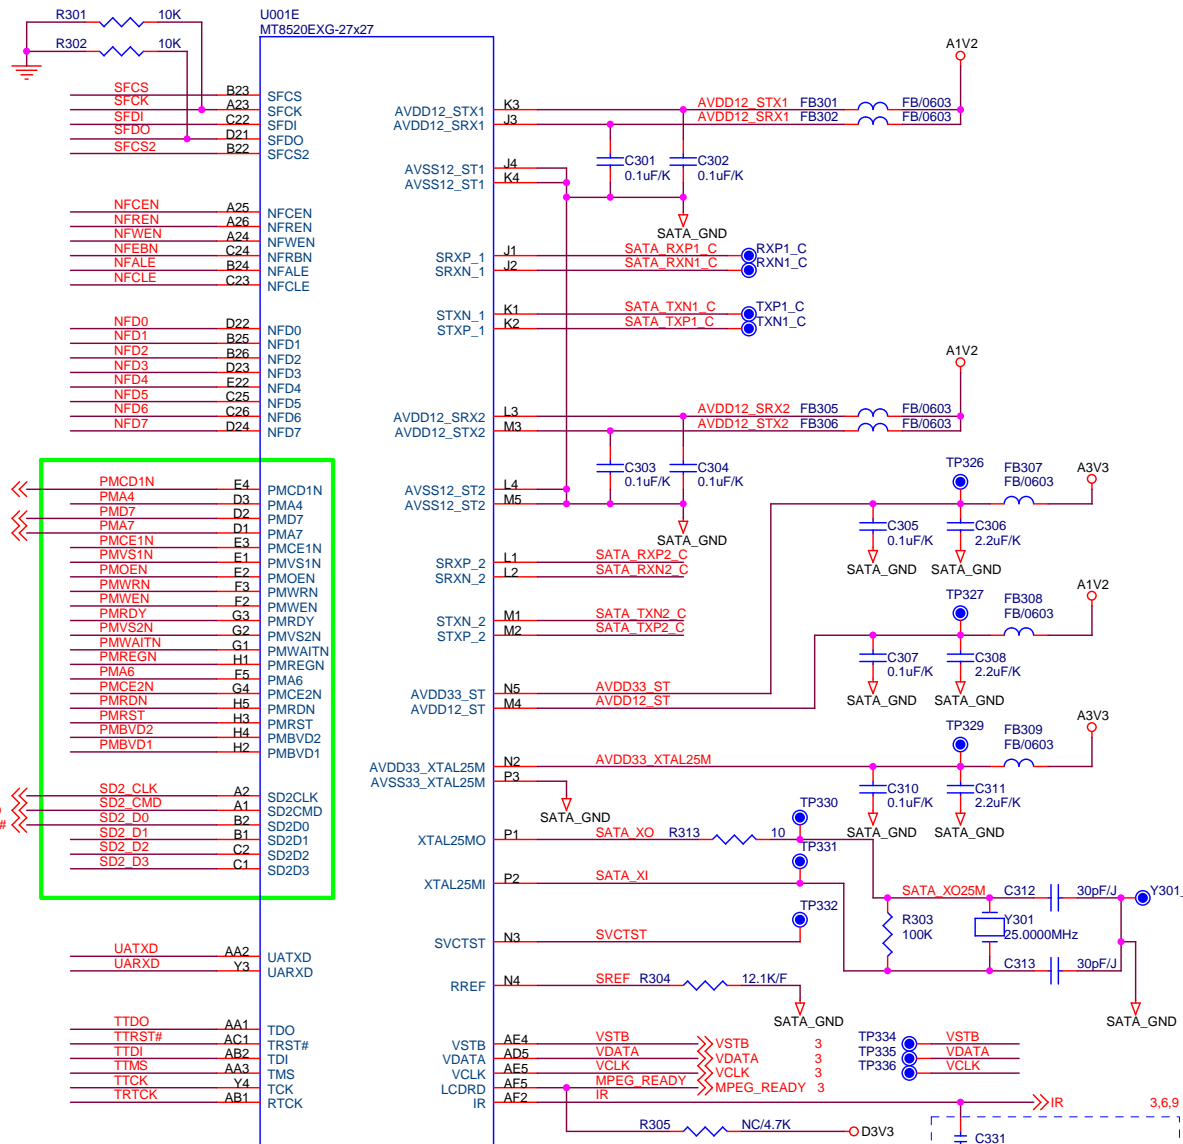 R301 10K
R302 10K
U001E
MT8520EXG-27x27
SFCS B23 SFCS
SFCK A23 SFCK
SFDI C22 SFDI
SFDO D21 SFDO
SFCS2 B22 SFCS2
NFCEN A25 NFCEN
NFREN A26 NFREN
NFWEN A24 NFWEN
NFEBN C24 NFRBN
NFALE B24 NFALE
NFCLE C23 NFCLE
NFD0 D22 NFD0
NFD1 B25 NFD1
NFD2 B26 NFD2
NFD3 D23 NFD3
NFD4 E22 NFD4
NFD5 C25 NFD5
NFD6 C26 NFD6
NFD7 D24 NFD7
PMCD1N E4 PMCD1N
PMA4 D3 PMA4
PMD7 D2 PMD7
PMA7 D1 PMA7
PMCE1N E3 PMCE1N
PMVS1N E1 PMVS1N
PMOEN E2 PMOEN
PMWRN F3 PMWRN
PMWEN F2 PMWEN
PMRDY G3 PMRDY
PMVS2N G2 PMVS2N
PMWAITN G1 PMWAITN
PMREGN H1 PMREGN
PMA6 F5 PMA6
PMCE2N G4 PMCE2N
PMRDN H5 PMRDN
PMRST H3 PMRST
PMBVD2 H4 PMBVD2
PMBVD1 H2 PMBVD1
SD2_CLK A2 SD2CLK
SD2_CMD A1 SD2CMD
# SD2_D0 B2 SD2D0
SD2_D1 B1 SD2D1
SD2_D2 C2 SD2D2
SD2_D3 C1 SD2D3
UATXD AA2 UATXD
UARXD Y3 UARXD
TTDO AA1 TDO
TTRST# AC1 TRST#
TTDI AB2 TDI
TTMS AA3 TMS
TTCK Y4 TCK
TRTCK AB1 RTCK
A1V2
AVDD12_STX1 K3 AVDD12_STX1 FB301 FB/0603
AVDD12_SRX1 J3 AVDD12_SRX1 FB302 FB/0603
C301 0.1uF/K
C302 0.1uF/K
AVSS12_ST1 J4
AVSS12_ST1 K4
SATA_GND
SRXP_1 J1 SATA_RXP1_C RXP1_C
SRXN_1 J2 SATA_RXN1_C RXN1_C
STXN_1 K1 SATA_TXN1_C TXP1_C
STXP_1 K2 SATA_TXP1_C TXN1_C
A1V2
AVDD12_SRX2 L3 AVDD12_SRX2 FB305 FB/0603
AVDD12_STX2 M3 AVDD12_STX2 FB306 FB/0603
C303 0.1uF/K
C304 0.1uF/K
AVSS12_ST2 L4
AVSS12_ST2 M5
SATA_GND
TP326 FB307 FB/0603 A3V3
C305 0.1uF/K
C306 2.2uF/K
SATA_GND SATA_GND
SRXP_2 L1 SATA_RXP2_C
SRXN_2 L2 SATA_RXN2_C
STXN_2 M1 SATA_TXN2_C
STXP_2 M2 SATA_TXP2_C
TP327 FB308 FB/0603 A1V2
C307 0.1uF/K
C308 2.2uF/K
SATA_GND SATA_GND
AVDD33_ST N5 AVDD33_ST
AVDD12_ST M4 AVDD12_ST
TP329 FB309 FB/0603 A3V3
AVDD33_XTAL25M N2 AVDD33_XTAL25M
AVSS33_XTAL25M P3
SATA_GND
C310 0.1uF/K
C311 2.2uF/K
SATA_GND SATA_GND
TP330
XTAL25MO P1 SATA_XO R313 10
TP331
XTAL25MI P2 SATA_XI
SATA_XO25M C312 30pF/J Y301_
R303 100K
Y301 25.0000MHz
C313 30pF/J
SATA_GND
TP332
SVCTST N3 SVCTST
RREF N4 SREF R304 12.1K/F
SATA_GND
VSTB AE4 VSTB VSTB 3
VDATA AD5 VDATA VDATA 3
VCLK AE5 VCLK VCLK 3
LCDRD AF5 MPEG_READY MPEG_READY 3
IR AF2 IR IR 3,6,9
TP334 VSTB
TP335 VDATA
TP336 VCLK
R305 NC/4.7K D3V3
C331